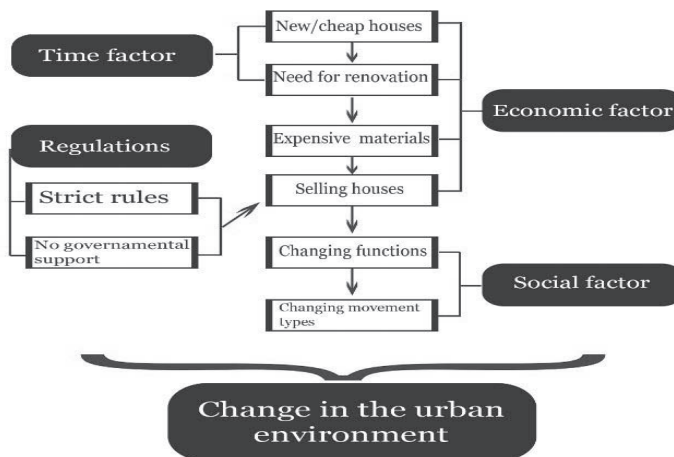 New/cheap houses
Time factor
Need for renovation
Economic factor
Expensive materials
Regulations
Selling houses
Strict rules
No governamental
support
Changing functions
Social factor
Changing movement
types
Change in the urban
environment